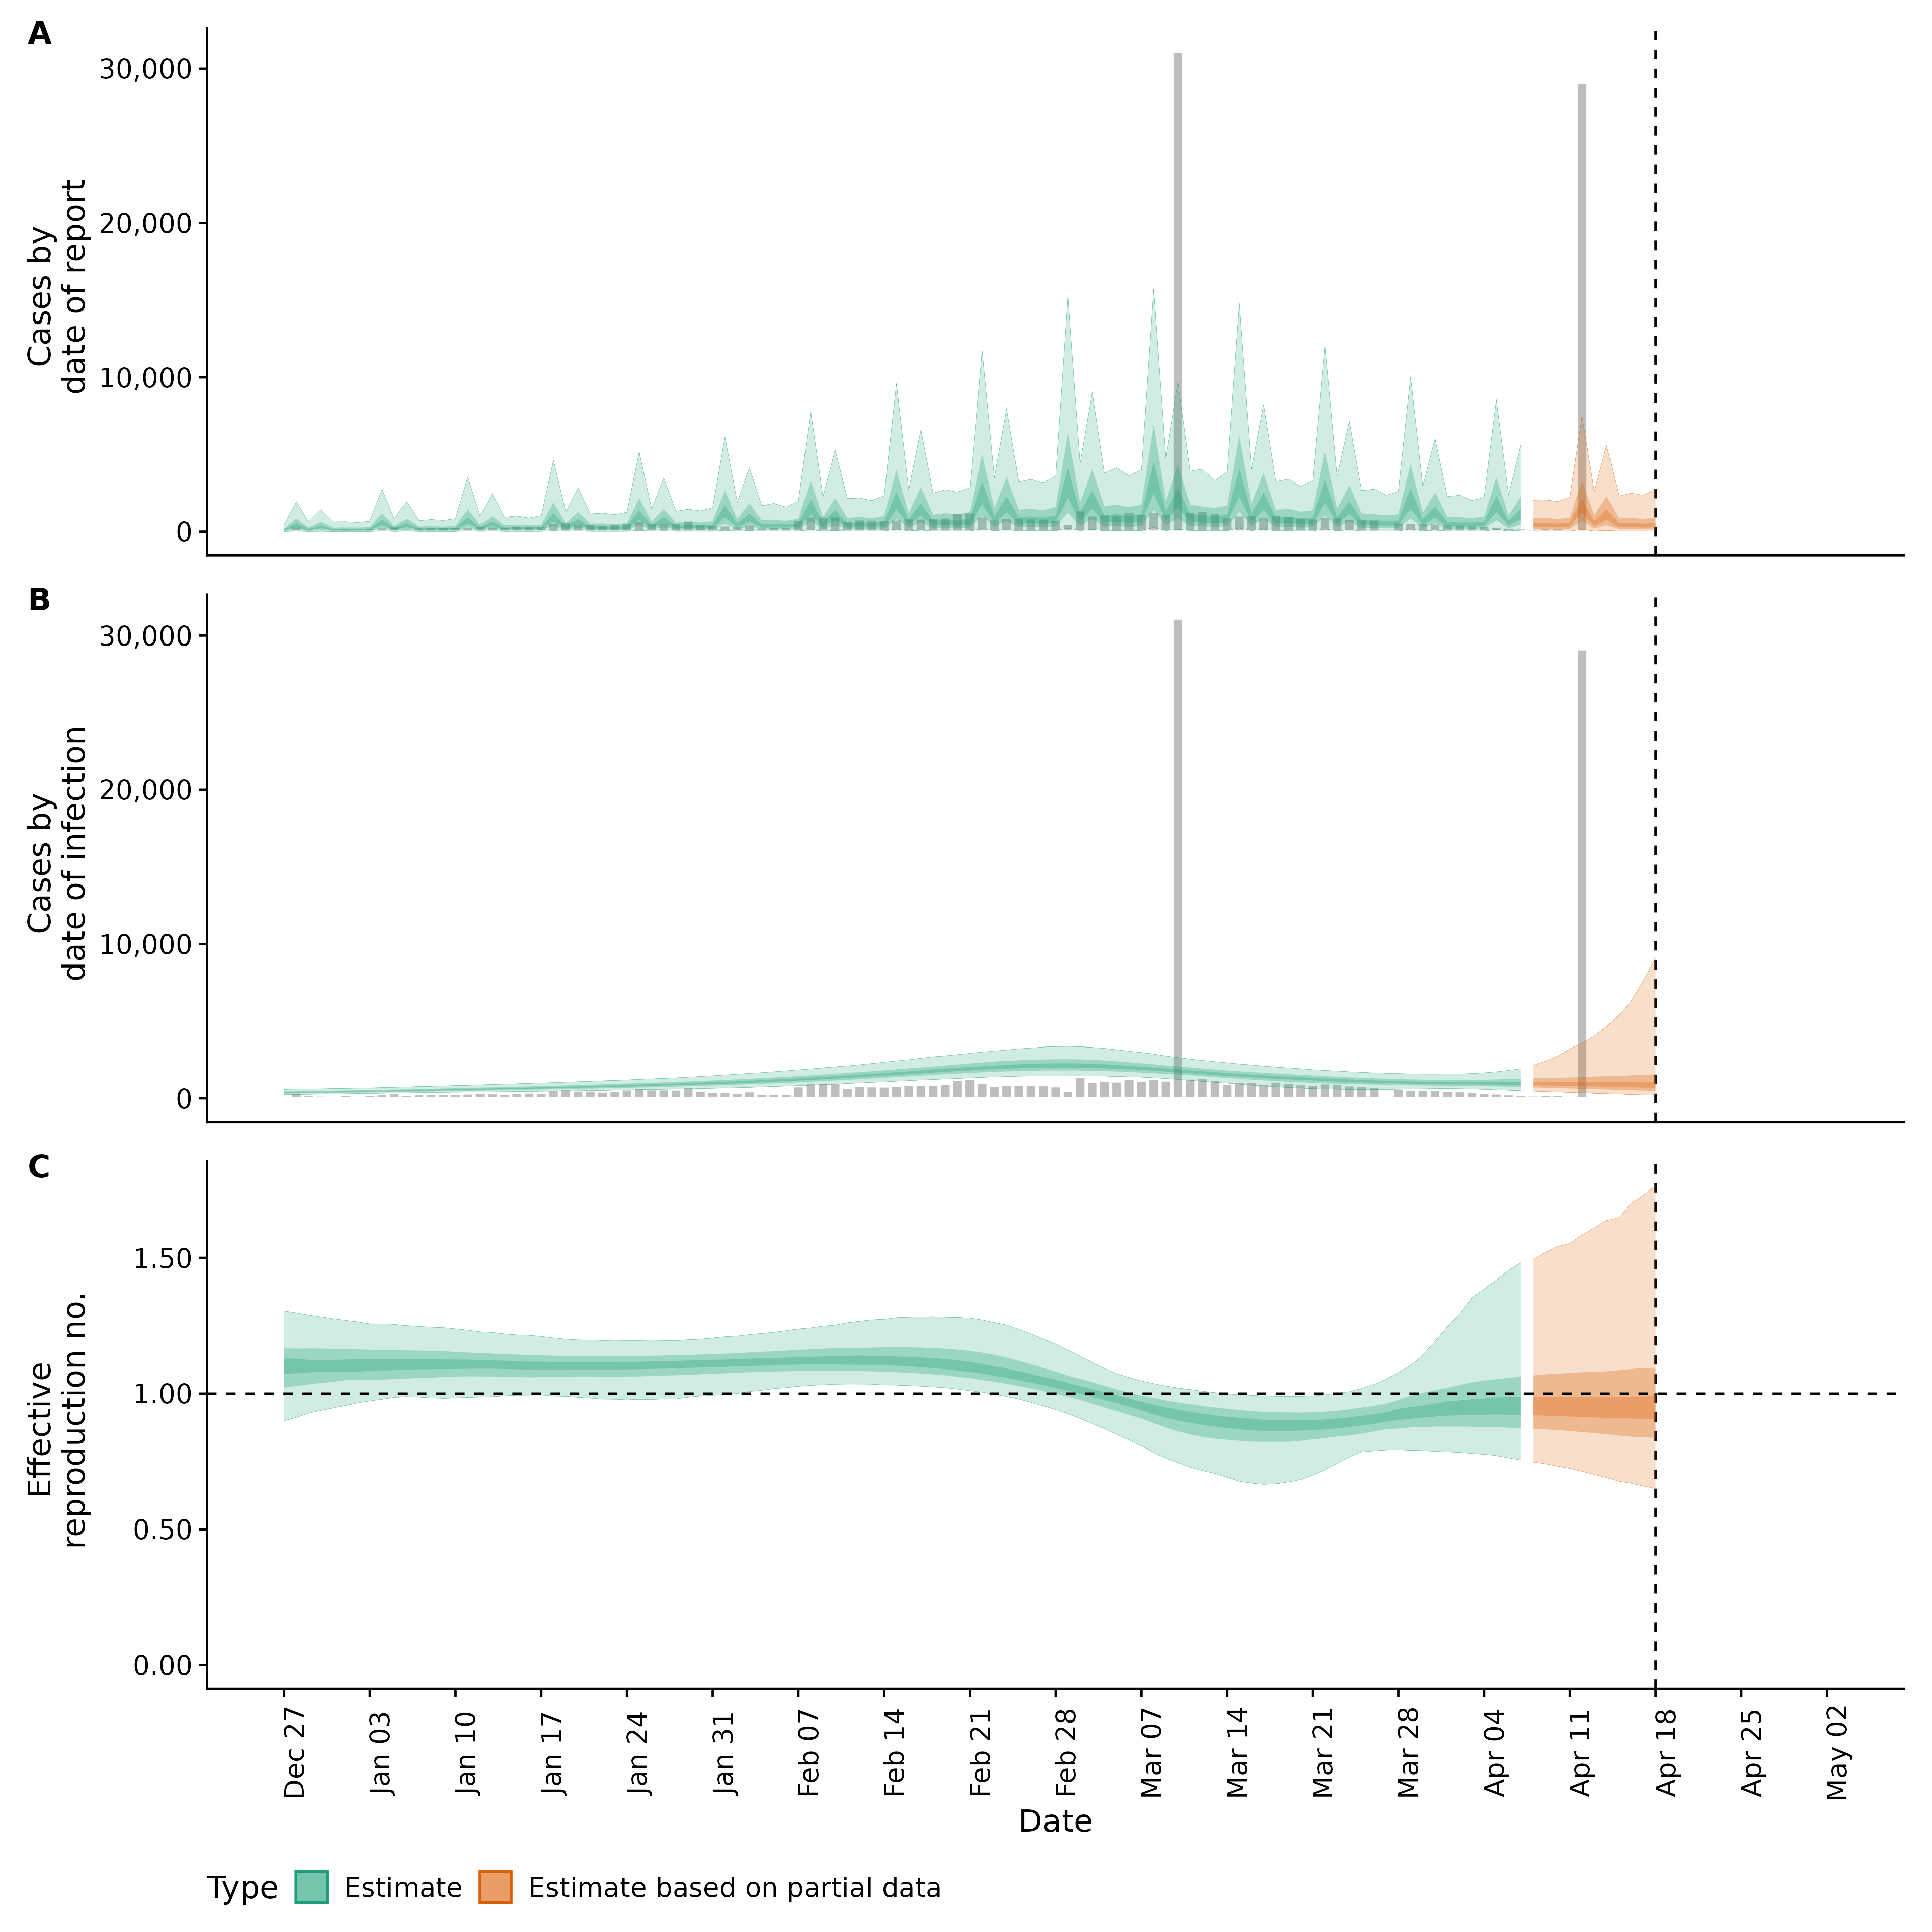 A
Cases by
date of report
30,000
20,000
10,000
0
B
Cases by
date of infection
30,000
20,000
10,000
0
C
Effective
reproduction no.
1.50
1.00
0.50
0.00
Dec 27
Jan 03
Jan 10
Jan 17
Jan 24
Jan 31
Feb 07
Feb 14
Feb 21
Feb 28
Mar 07
Mar 14
Mar 21
Mar 28
Apr 04
Apr 11
Apr 18
Apr 25
May 02
Date
Type Estimate Estimate based on partial data